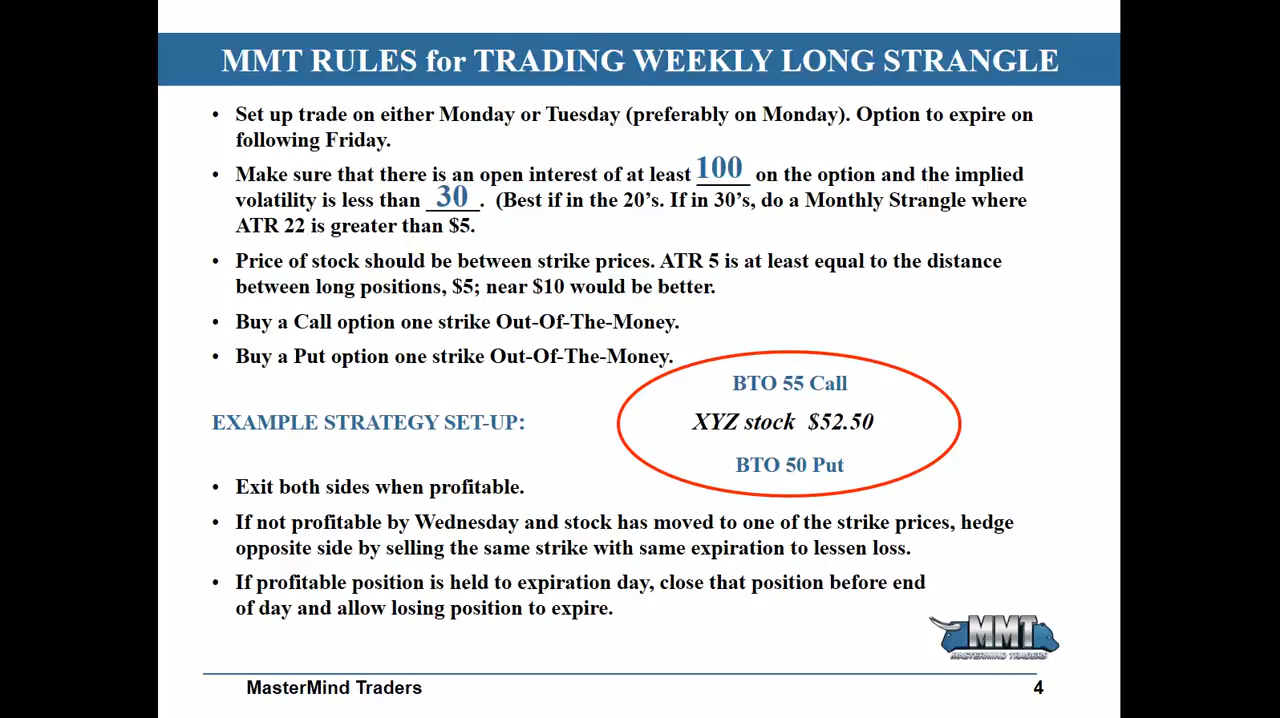 MMT RULES for TRADING WEEKLY LONG STRANGLE
• Set up trade on either Monday or Tuesday (preferably on Monday). Option to expire on
following Friday.
• Make sure that there is an open interest of at least 100 on the option and the implied
volatility is less than 30. (Best if in the 20’s. If in 30’s, do a Monthly Strangle where
ATR 22 is greater than $5.
• Price of stock should be between strike prices. ATR 5 is at least equal to the distance
between long positions, $5; near $10 would be better.
• Buy a Call option one strike Out-Of-The-Money.
• Buy a Put option one strike Out-Of-The-Money.
BTO 55 Call
EXAMPLE STRATEGY SET-UP: XYZ stock $52.50
BTO 50 Put
• Exit both sides when profitable.
• If not profitable by Wednesday and stock has moved to one of the strike prices, hedge
opposite side by selling the same strike with same expiration to lessen loss.
• If profitable position is held to expiration day, close that position before end
of day and allow losing position to expire.
MMT
MASTERMIND TRADERS
MasterMind Traders 4